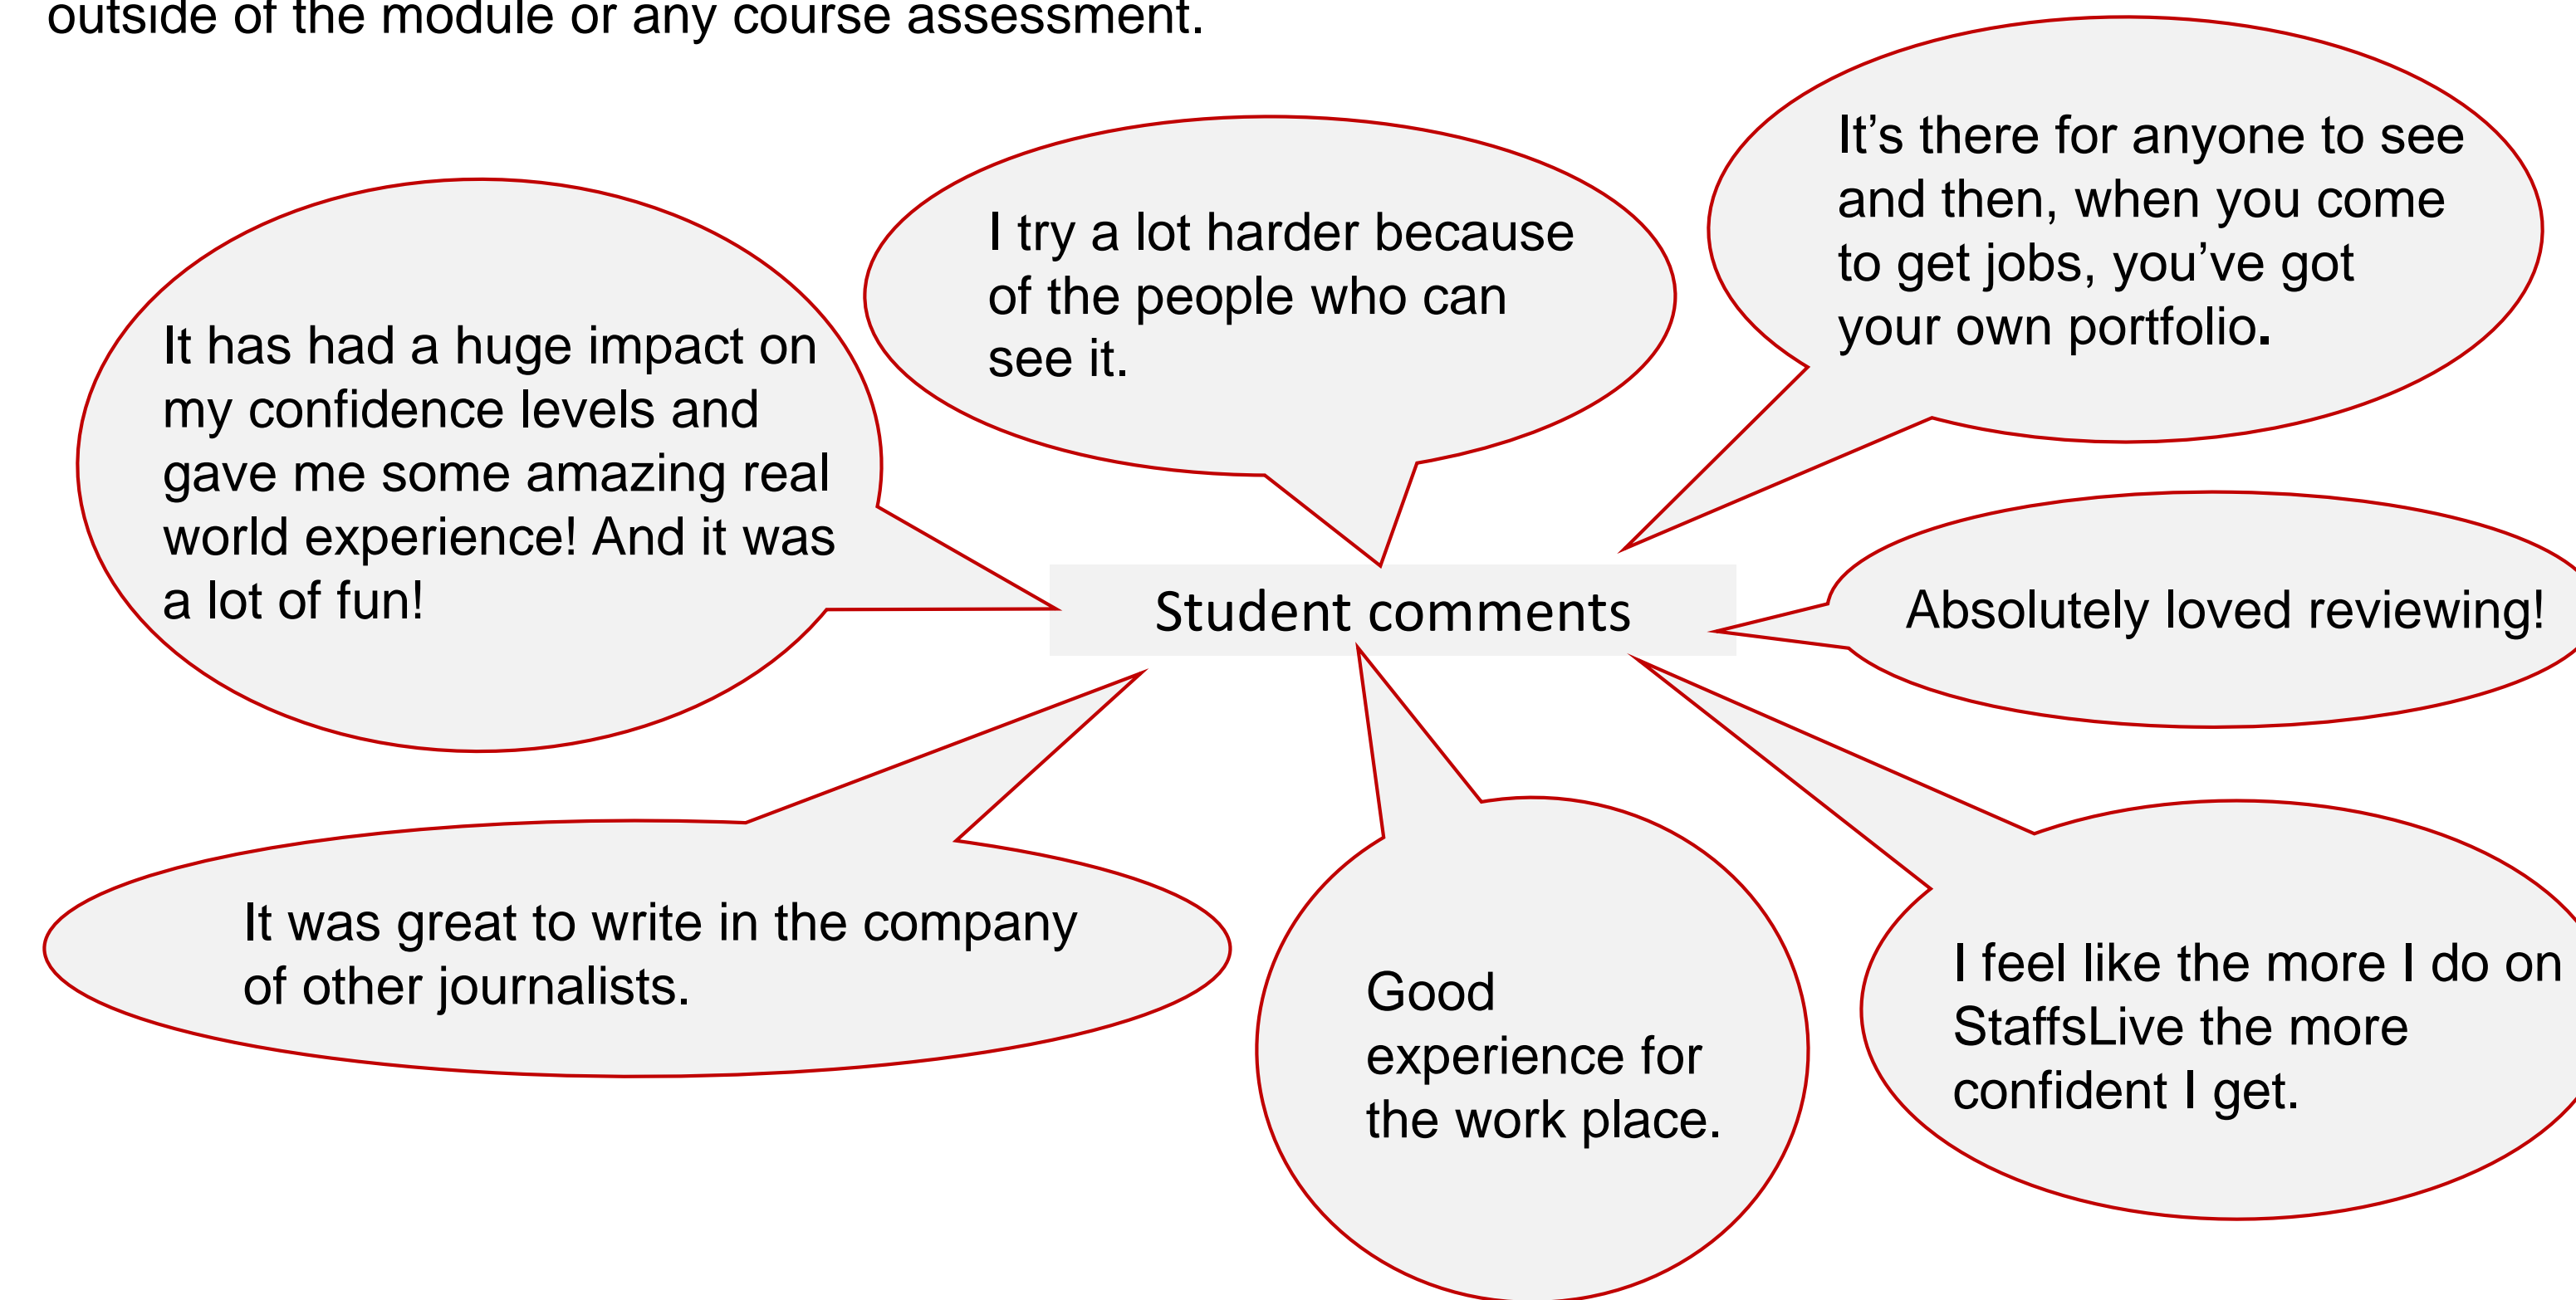 outside of the module or any course assessment.
It has had a huge impact on
my confidence levels and
gave me some amazing real
world experience! And it was
a lot of fun!
I try a lot harder because
of the people who can
see it.
It’s there for anyone to see
and then, when you come
to get jobs, you’ve got
your own portfolio.
Student comments
Absolutely loved reviewing!
It was great to write in the company
of other journalists.
Good
experience for
the work place.
I feel like the more I do on
StaffsLive the more
confident I get.